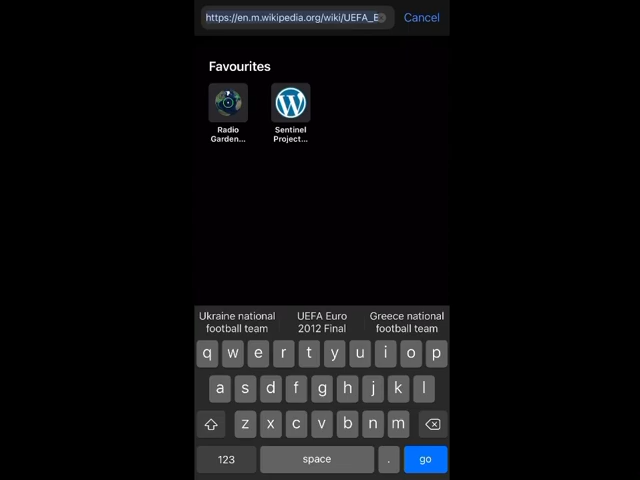 https://en.m.wikipedia.org/wiki/UEFA_E
Cancel
Favourites
Radio
Garden...
Sentinel
Project...
Ukraine national
football team
UEFA Euro
2012 Final
Greece national
football team
q w e r t y u i o p
a s d f g h j k l
z x c v b n m
123 space . go